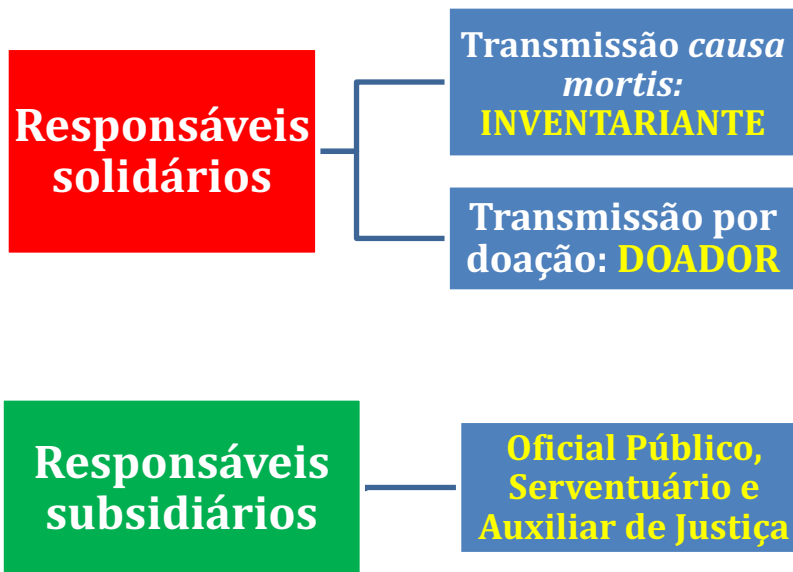 Responsáveis
solidários
Transmissão causa
mortis:
INVENTARIANTE
Transmissão por
doação: DOADOR
Responsáveis
subsidiários
Oficial Público,
Serventuário e
Auxiliar de Justiça